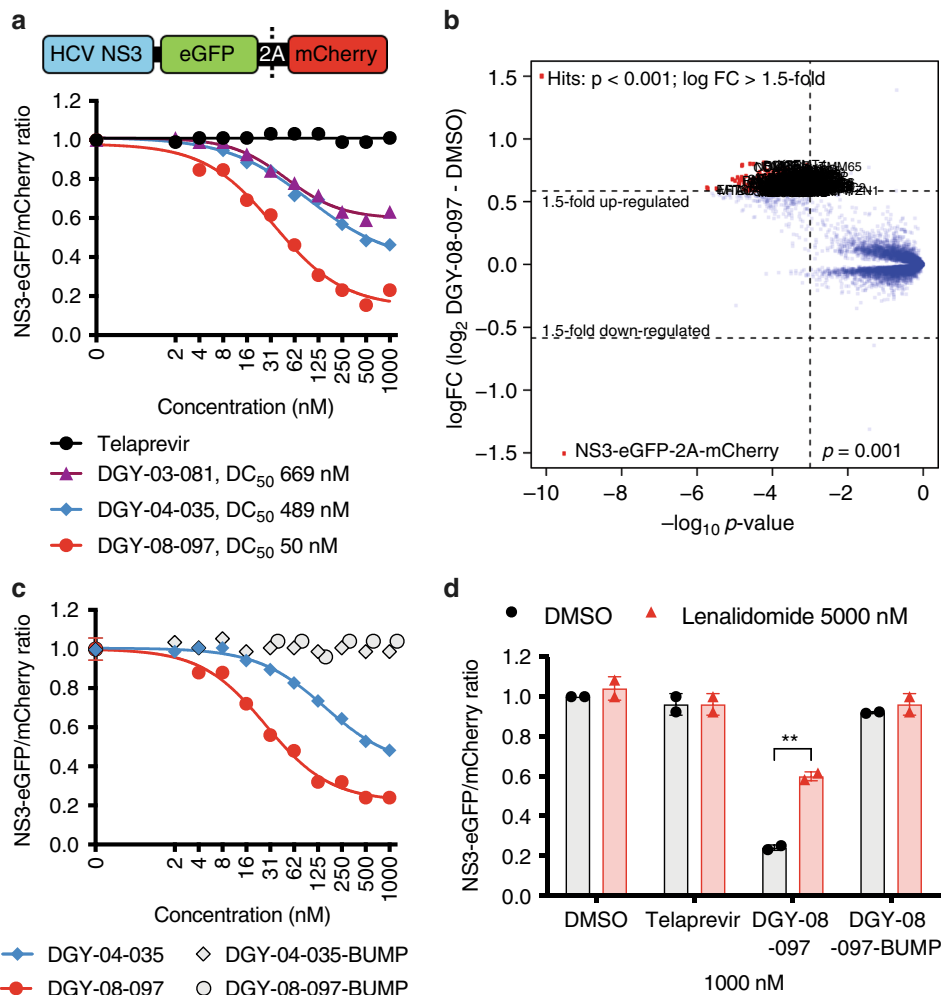 a
HCV NS3
eGFP
2A
mCherry
NS3-eGFP/mCherry ratio
1.2
1.0
0.8
0.6
0.4
0.2
0.0
0
2
4
8
16
31
62
125
250
500
1000
Concentration (nM)
Telaprevir
DGY-03-081, DC50 669 nM
DGY-04-035, DC50 489 nM
DGY-08-097, DC50 50 nM
b
logFC (log2 DGY-08-097 - DMSO)
1.5
1.0
0.5
0.0
−0.5
−1.0
−1.5
Hits: p < 0.001; log FC > 1.5-fold
1.5-fold up-regulated
1.5-fold down-regulated
NS3-eGFP-2A-mCherry
p = 0.001
−10
−8
−6
−4
−2
0
−log10 p-value
c
NS3-eGFP/mCherry ratio
1.2
1.0
0.8
0.6
0.4
0.2
0.0
0
2
4
8
16
31
62
125
250
500
1000
Concentration (nM)
DGY-04-035
DGY-04-035-BUMP
DGY-08-097
DGY-08-097-BUMP
d
DMSO
Lenalidomide 5000 nM
NS3-eGFP/mCherry ratio
1.2
1.0
0.8
0.6
0.4
0.2
0.0
**
DMSO
Telaprevir
DGY-08
-097
DGY-08
-097-BUMP
1000 nM